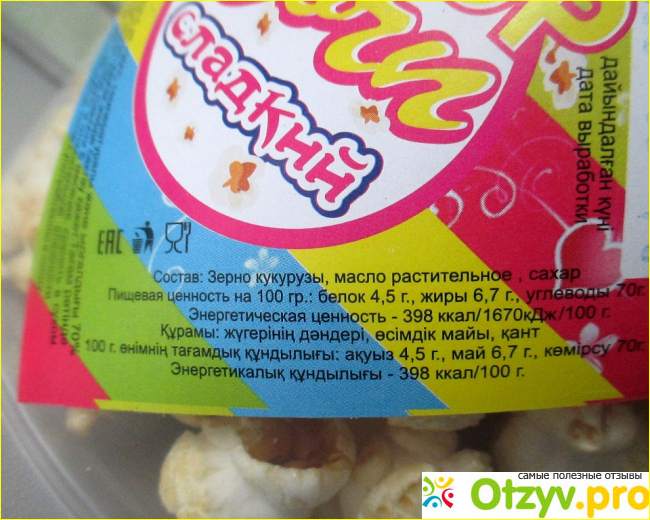 сладкий
дайындалған күні
дата выработки
EAC
Состав: Зерно кукурузы, масло растительное , сахар
Пищевая ценность на 100 гр.: белок 4,5 г., жиры 6,7 г., углеводы 70г.
Энергетическая ценность - 398 ккал/1670кДж/100 г.
Құрамы: жүгерінің дәндері, өсімдік майы, қант
100 г. өнімнің тағамдық құндылығы: ақуыз 4,5 г., май 6,7 г., көмірсу 70г.
Энергетикалық құндылығы - 398 ккал/100 г.
самые полезные отзывы
Otzyv.pro